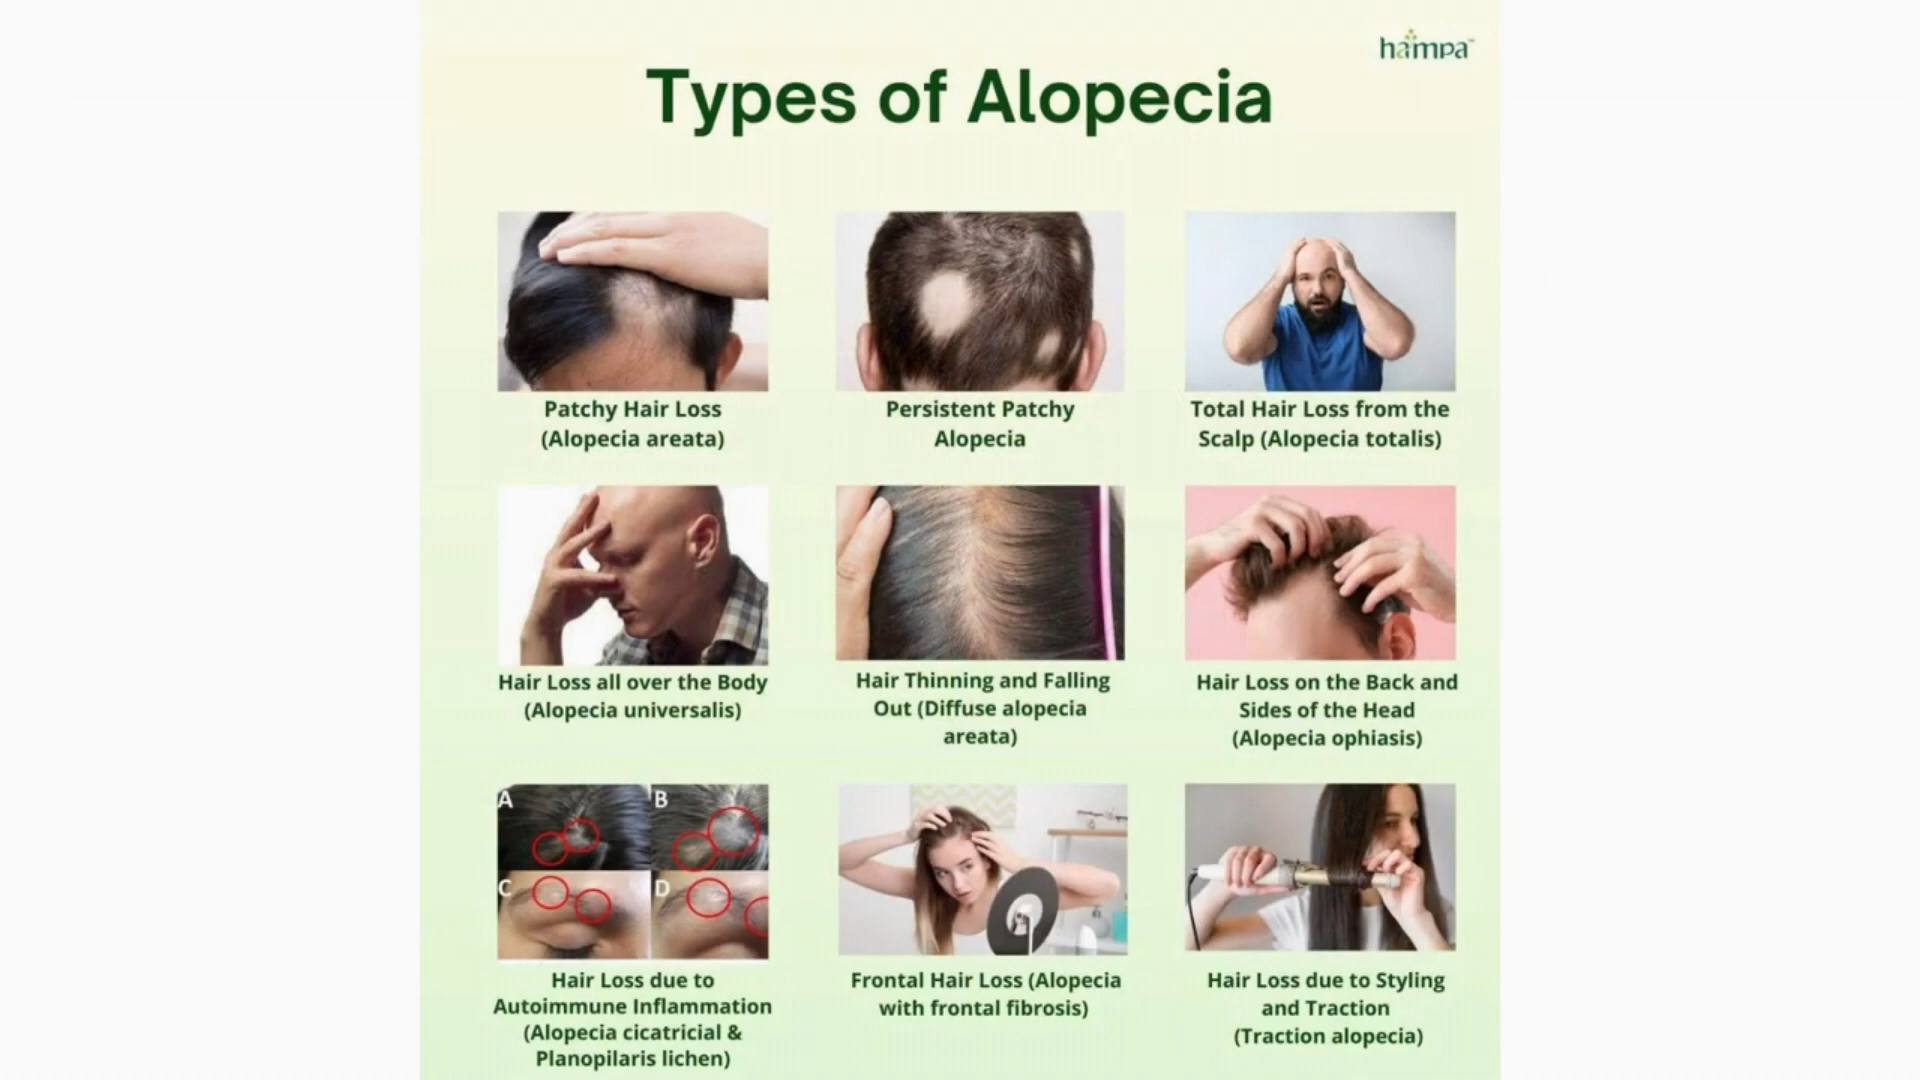 hampa™
Types of Alopecia
Patchy Hair Loss
(Alopecia areata)
Persistent Patchy
Alopecia
Total Hair Loss from the
Scalp (Alopecia totalis)
Hair Loss all over the Body
(Alopecia universalis)
Hair Thinning and Falling
Out (Diffuse alopecia
areata)
Hair Loss on the Back and
Sides of the Head
(Alopecia ophiasis)
A
B
C
D
Hair Loss due to
Autoimmune Inflammation
(Alopecia cicatricial &
Planopilaris lichen)
Frontal Hair Loss (Alopecia
with frontal fibrosis)
Hair Loss due to Styling
and Traction
(Traction alopecia)